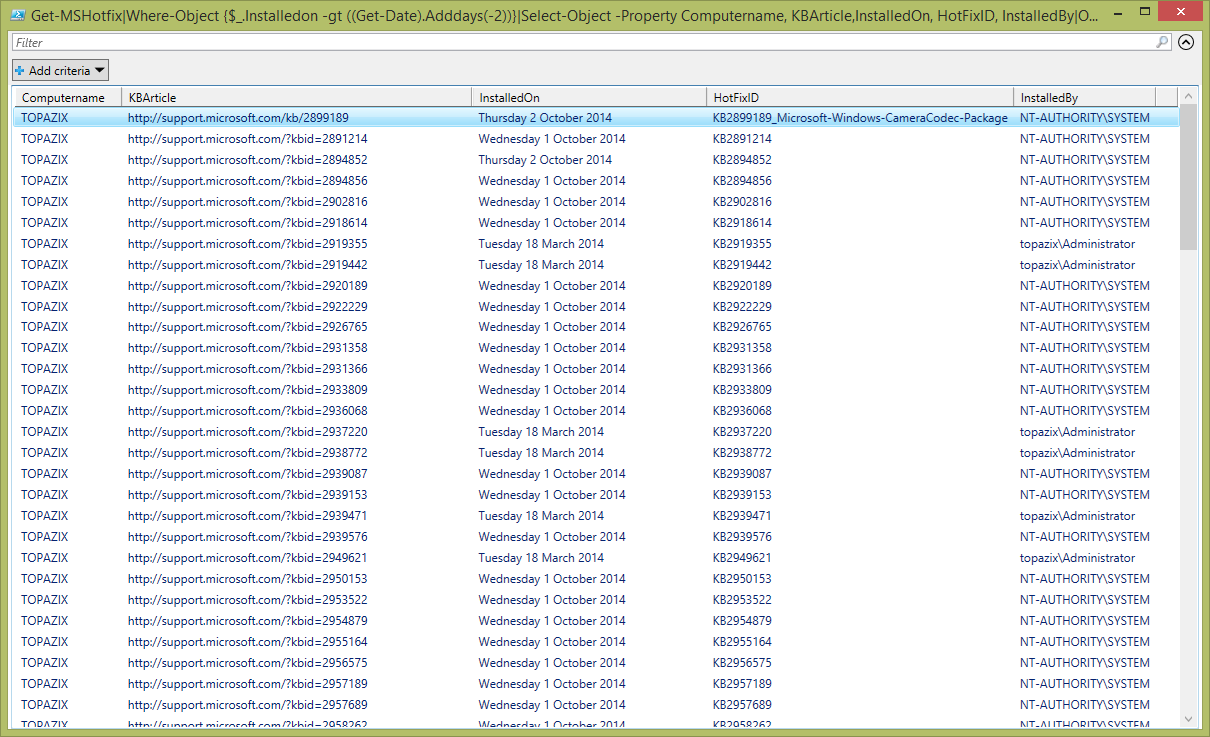 Get-MSHotfix|Where-Object {$_.Installedon -gt ((Get-Date).Adddays(-2))}|Select-Object -Property Computername, KBArticle,InstalledOn, HotFixID, InstalledBy|O...
Filter
Add criteria
Computername KBArticle InstalledOn HotFixID InstalledBy
TOPAZIX http://support.microsoft.com/kb/2899189 Thursday 2 October 2014 KB2899189_Microsoft-Windows-CameraCodec-Package NT-AUTHORITY\SYSTEM
TOPAZIX http://support.microsoft.com/?kbid=2891214 Wednesday 1 October 2014 KB2891214 NT-AUTHORITY\SYSTEM
TOPAZIX http://support.microsoft.com/?kbid=2894852 Thursday 2 October 2014 KB2894852 NT-AUTHORITY\SYSTEM
TOPAZIX http://support.microsoft.com/?kbid=2894856 Wednesday 1 October 2014 KB2894856 NT-AUTHORITY\SYSTEM
TOPAZIX http://support.microsoft.com/?kbid=2902816 Wednesday 1 October 2014 KB2902816 NT-AUTHORITY\SYSTEM
TOPAZIX http://support.microsoft.com/?kbid=2918614 Wednesday 1 October 2014 KB2918614 NT-AUTHORITY\SYSTEM
TOPAZIX http://support.microsoft.com/?kbid=2919355 Tuesday 18 March 2014 KB2919355 topazix\Administrator
TOPAZIX http://support.microsoft.com/?kbid=2919442 Tuesday 18 March 2014 KB2919442 topazix\Administrator
TOPAZIX http://support.microsoft.com/?kbid=2920189 Wednesday 1 October 2014 KB2920189 NT-AUTHORITY\SYSTEM
TOPAZIX http://support.microsoft.com/?kbid=2922229 Wednesday 1 October 2014 KB2922229 NT-AUTHORITY\SYSTEM
TOPAZIX http://support.microsoft.com/?kbid=2926765 Wednesday 1 October 2014 KB2926765 NT-AUTHORITY\SYSTEM
TOPAZIX http://support.microsoft.com/?kbid=2931358 Wednesday 1 October 2014 KB2931358 NT-AUTHORITY\SYSTEM
TOPAZIX http://support.microsoft.com/?kbid=2931366 Wednesday 1 October 2014 KB2931366 NT-AUTHORITY\SYSTEM
TOPAZIX http://support.microsoft.com/?kbid=2933809 Wednesday 1 October 2014 KB2933809 NT-AUTHORITY\SYSTEM
TOPAZIX http://support.microsoft.com/?kbid=2936068 Wednesday 1 October 2014 KB2936068 NT-AUTHORITY\SYSTEM
TOPAZIX http://support.microsoft.com/?kbid=2937220 Tuesday 18 March 2014 KB2937220 topazix\Administrator
TOPAZIX http://support.microsoft.com/?kbid=2938772 Tuesday 18 March 2014 KB2938772 topazix\Administrator
TOPAZIX http://support.microsoft.com/?kbid=2939087 Wednesday 1 October 2014 KB2939087 NT-AUTHORITY\SYSTEM
TOPAZIX http://support.microsoft.com/?kbid=2939153 Wednesday 1 October 2014 KB2939153 NT-AUTHORITY\SYSTEM
TOPAZIX http://support.microsoft.com/?kbid=2939471 Tuesday 18 March 2014 KB2939471 topazix\Administrator
TOPAZIX http://support.microsoft.com/?kbid=2939576 Wednesday 1 October 2014 KB2939576 NT-AUTHORITY\SYSTEM
TOPAZIX http://support.microsoft.com/?kbid=2949621 Tuesday 18 March 2014 KB2949621 topazix\Administrator
TOPAZIX http://support.microsoft.com/?kbid=2950153 Wednesday 1 October 2014 KB2950153 NT-AUTHORITY\SYSTEM
TOPAZIX http://support.microsoft.com/?kbid=2953522 Wednesday 1 October 2014 KB2953522 NT-AUTHORITY\SYSTEM
TOPAZIX http://support.microsoft.com/?kbid=2954879 Wednesday 1 October 2014 KB2954879 NT-AUTHORITY\SYSTEM
TOPAZIX http://support.microsoft.com/?kbid=2955164 Wednesday 1 October 2014 KB2955164 NT-AUTHORITY\SYSTEM
TOPAZIX http://support.microsoft.com/?kbid=2956575 Wednesday 1 October 2014 KB2956575 NT-AUTHORITY\SYSTEM
TOPAZIX http://support.microsoft.com/?kbid=2957189 Wednesday 1 October 2014 KB2957189 NT-AUTHORITY\SYSTEM
TOPAZIX http://support.microsoft.com/?kbid=2957689 Wednesday 1 October 2014 KB2957689 NT-AUTHORITY\SYSTEM
TOPAZIX http://support.microsoft.com/?kbid=2958262 Wednesday 1 October 2014 KB2958262 NT-AUTHORITY\SYSTEM